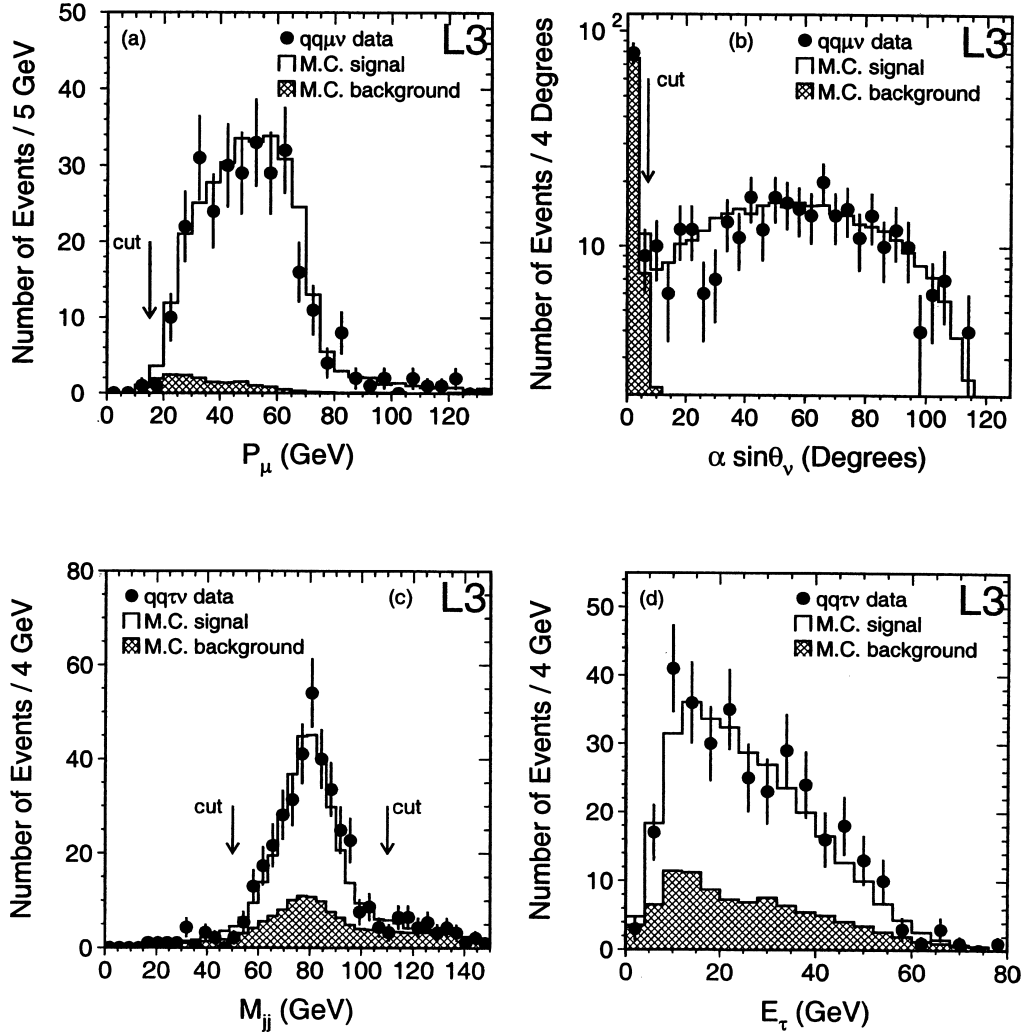 (a)
qqμν data
M.C. signal
M.C. background
L3
cut
Number of Events / 5 GeV
50
40
30
20
10
0
0 20 40 60 80 100 120
Pμ (GeV)
(b)
qqμν data
M.C. signal
M.C. background
L3
cut
Number of Events / 4 Degrees
10²
10
0 20 40 60 80 100 120
α sinθν (Degrees)
(c)
qqτν data
M.C. signal
M.C. background
L3
cut
cut
Number of Events / 4 GeV
80
60
40
20
0
0 20 40 60 80 100 120 140
Mjj (GeV)
(d)
qqτν data
M.C. signal
M.C. background
L3
Number of Events / 4 GeV
50
40
30
20
10
0
0 20 40 60 80
Eτ (GeV)